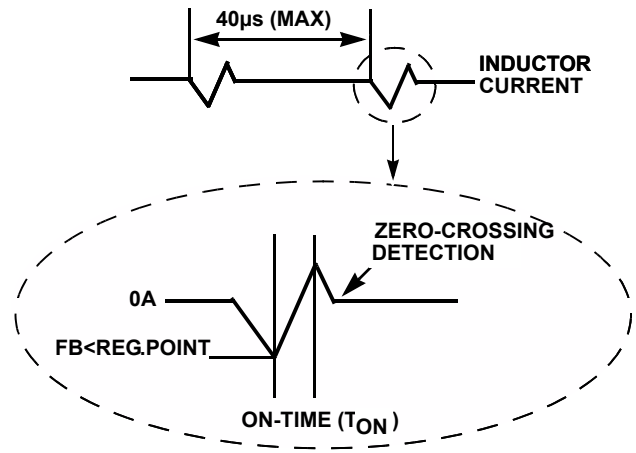 40µs (MAX)
INDUCTOR
CURRENT
ZERO-CROSSING
DETECTION
0A
FB<REG.POINT
ON-TIME (TON)